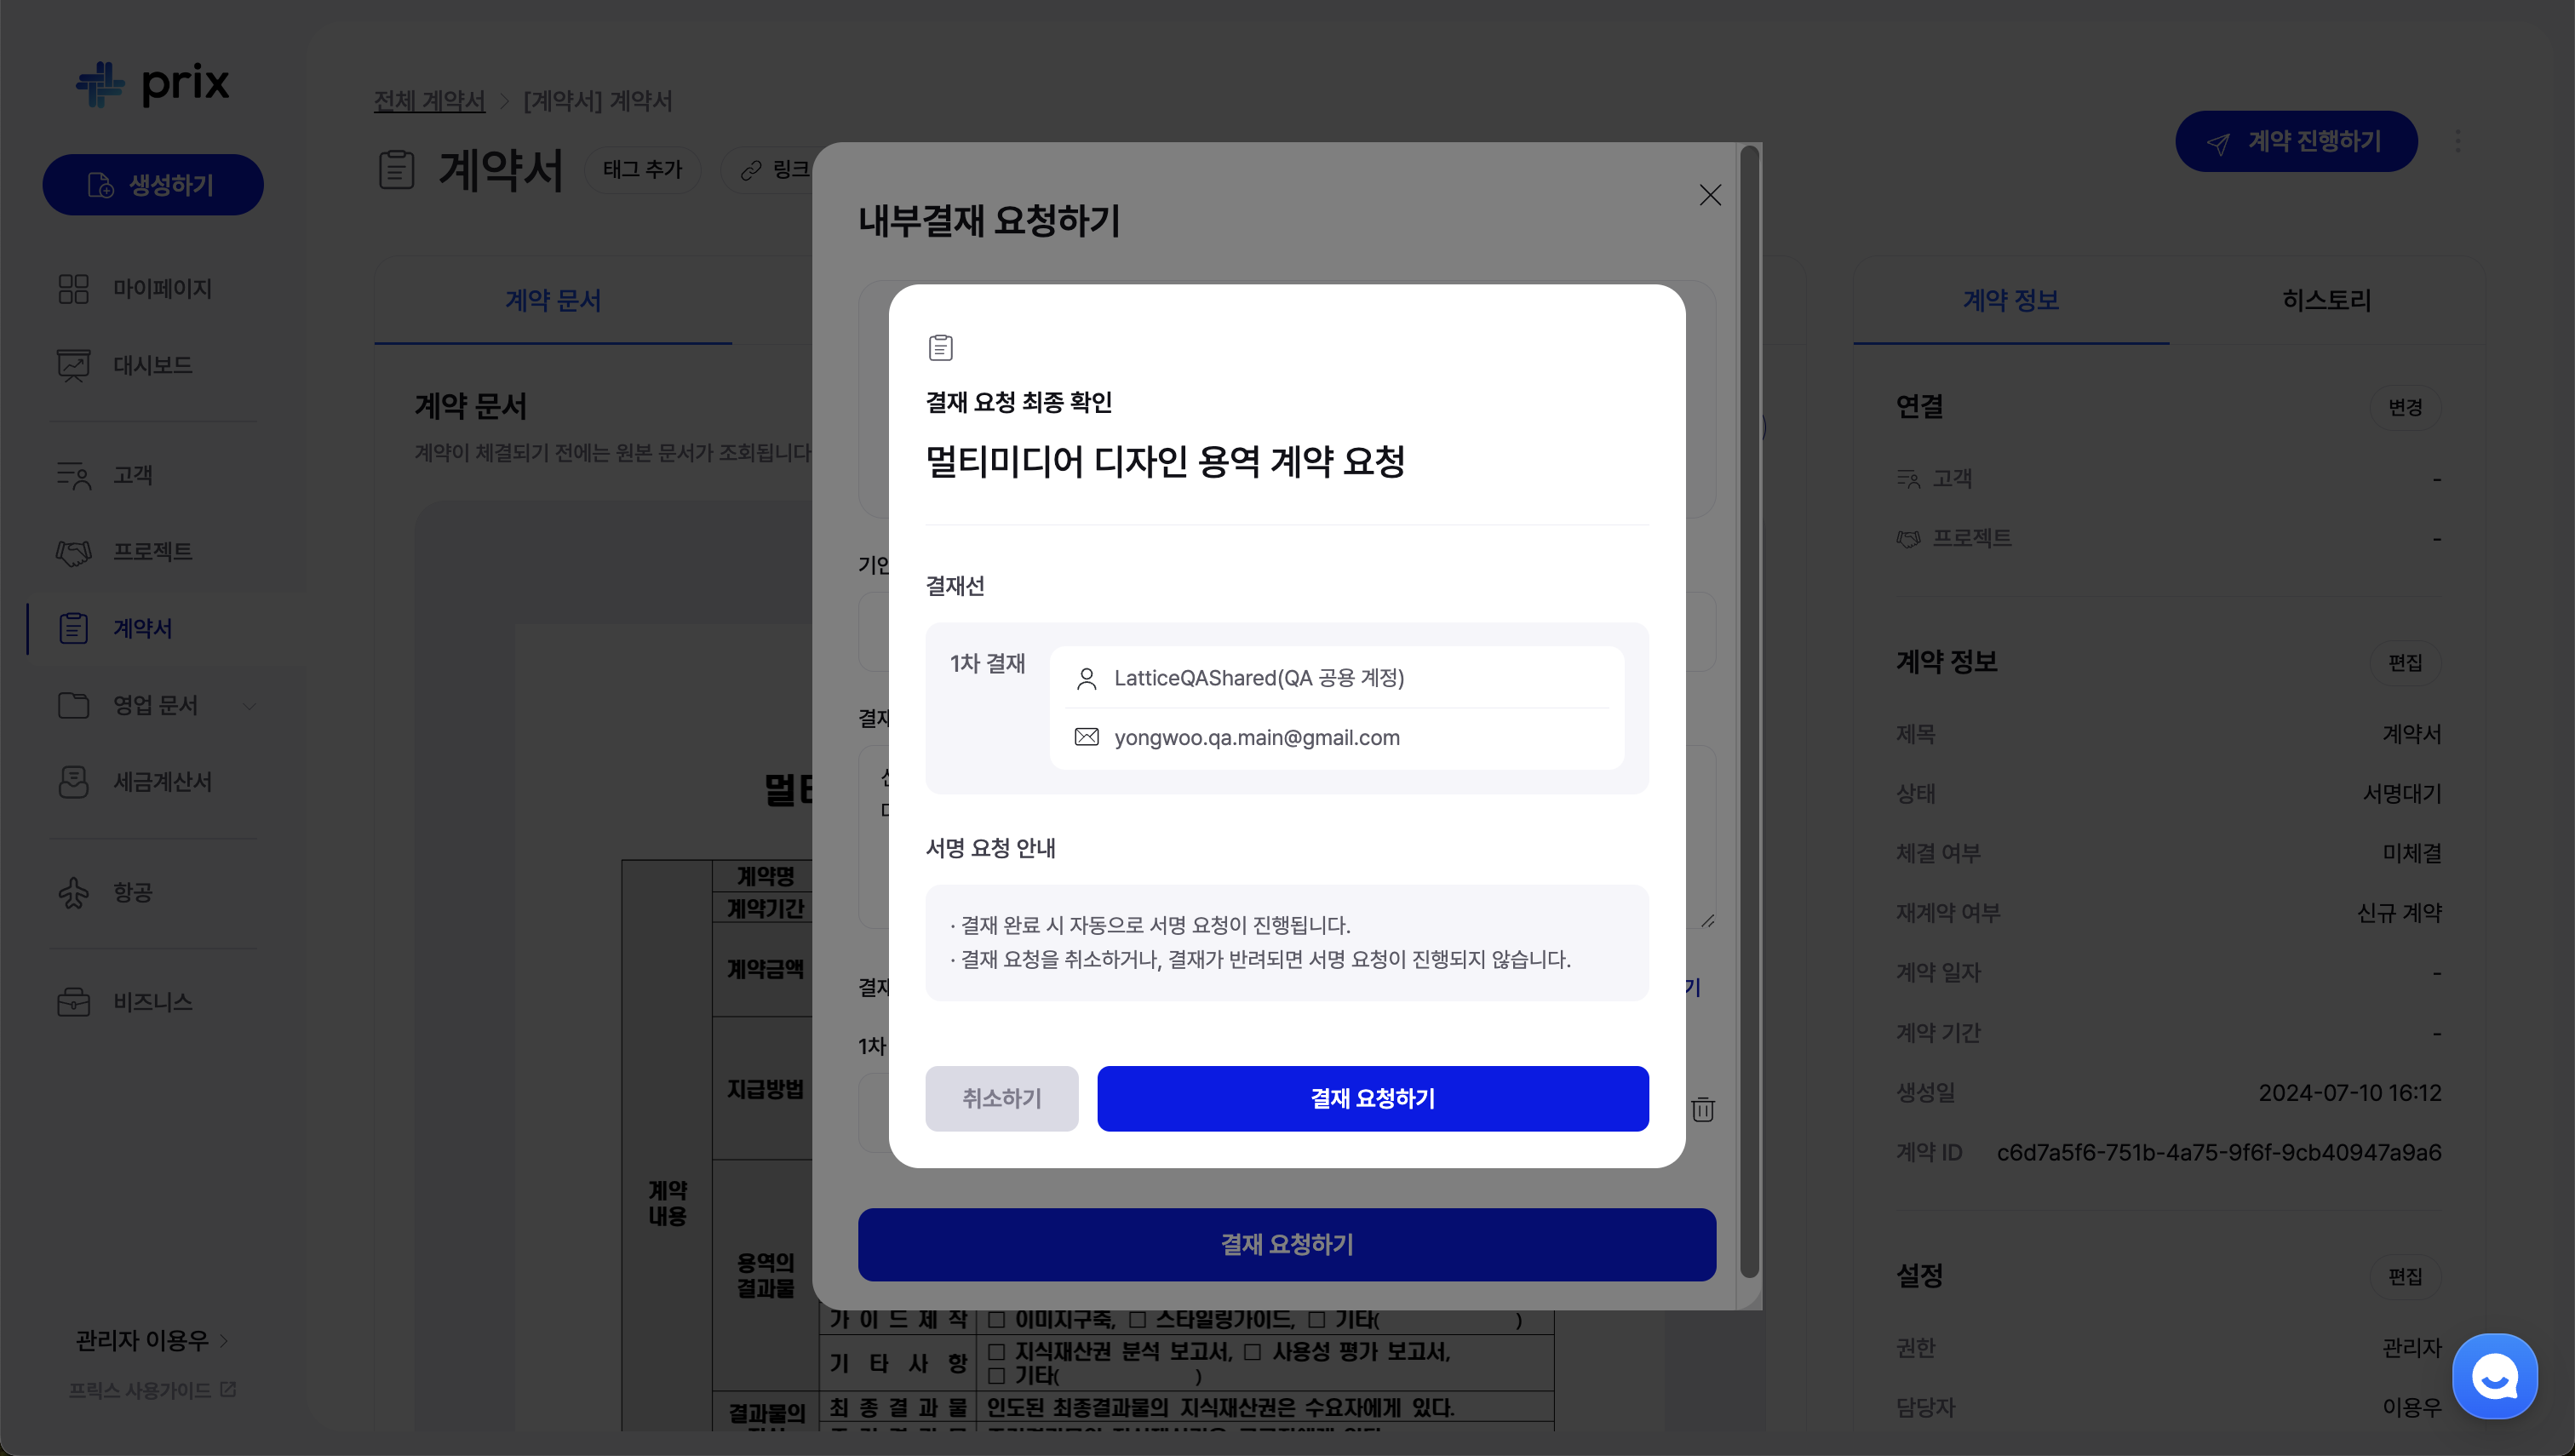 prix
생성하기
마이페이지
대시보드
고객
프로젝트
계약서
영업 문서
세금계산서
항공
비즈니스
관리자 이용우
프릭스 사용가이드
전체 계약서 > [계약서] 계약서
계약서
태그 추가
링크
계약 진행하기
계약 문서
계약 문서
계약이 체결되기 전에는 원본 문서가 조회됩니다
계약명
계약기간
계약금액
지급방법
계약
내용
용역의
결과물
가 이 드 제 작 □ 이미지구축, □ 스타일링가이드, □ 기타( )
기 타 사 항 □ 지식재산권 분석 보고서, □ 사용성 평가 보고서,
□ 기타( )
결과물의 최 종 결 과 물 인도된 최종결과물의 지식재산권은 수요자에게 있다.
내부결재 요청하기
1차
결재 요청하기
결재 요청 최종 확인
멀티미디어 디자인 용역 계약 요청
결재선
1차 결재
LatticeQAShared(QA 공용 계정)
yongwoo.qa.main@gmail.com
서명 요청 안내
· 결재 완료 시 자동으로 서명 요청이 진행됩니다.
· 결재 요청을 취소하거나, 결재가 반려되면 서명 요청이 진행되지 않습니다.
취소하기
결재 요청하기
계약 정보
히스토리
연결
변경
고객 -
프로젝트 -
계약 정보
편집
제목 계약서
상태 서명대기
체결 여부 미체결
재계약 여부 신규 계약
계약 일자 -
계약 기간 -
생성일 2024-07-10 16:12
계약 ID c6d7a5f6-751b-4a75-9f6f-9cb40947a9a6
설정
편집
권한 관리자
담당자 이용우